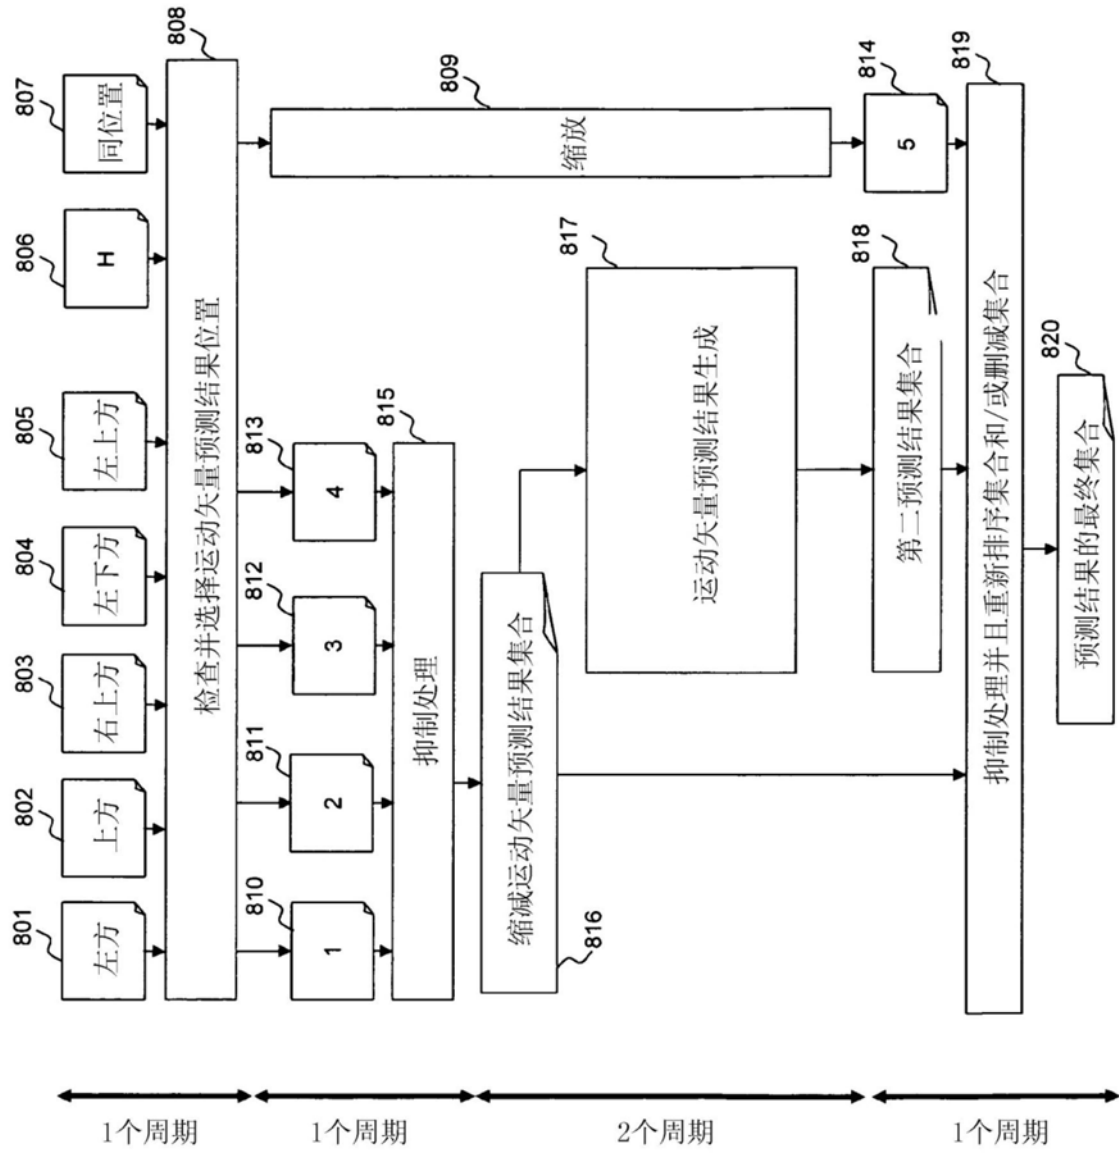 801
左方
802
上方
803
右上方
804
左下方
805
左上方
806
H
807
同位置
808
检查并选择运动矢量预测结果位置
809
缩放
810
1
811
2
812
3
813
4
814
5
815
抑制处理
缩减运动矢量预测结果集合
816
817
运动矢量预测结果生成
818
第二预测结果集合
819
抑制处理并且重新排序集合和/或删减集合
820
预测结果的最终集合
1个周期
1个周期
2个周期
1个周期